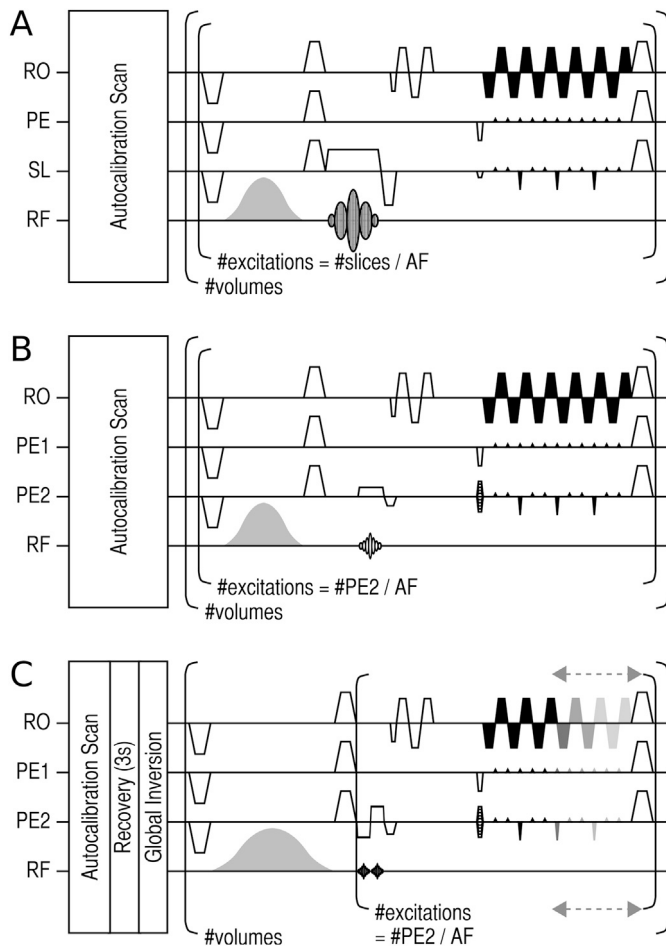 A
Autocalibration Scan
RO
PE
SL
RF
#excitations = #slices / AF
#volumes
B
Autocalibration Scan
RO
PE1
PE2
RF
#excitations = #PE2 / AF
#volumes
C
Autocalibration Scan
Recovery (3s)
Global Inversion
RO
PE1
PE2
RF
#volumes
#excitations
= #PE2 / AF